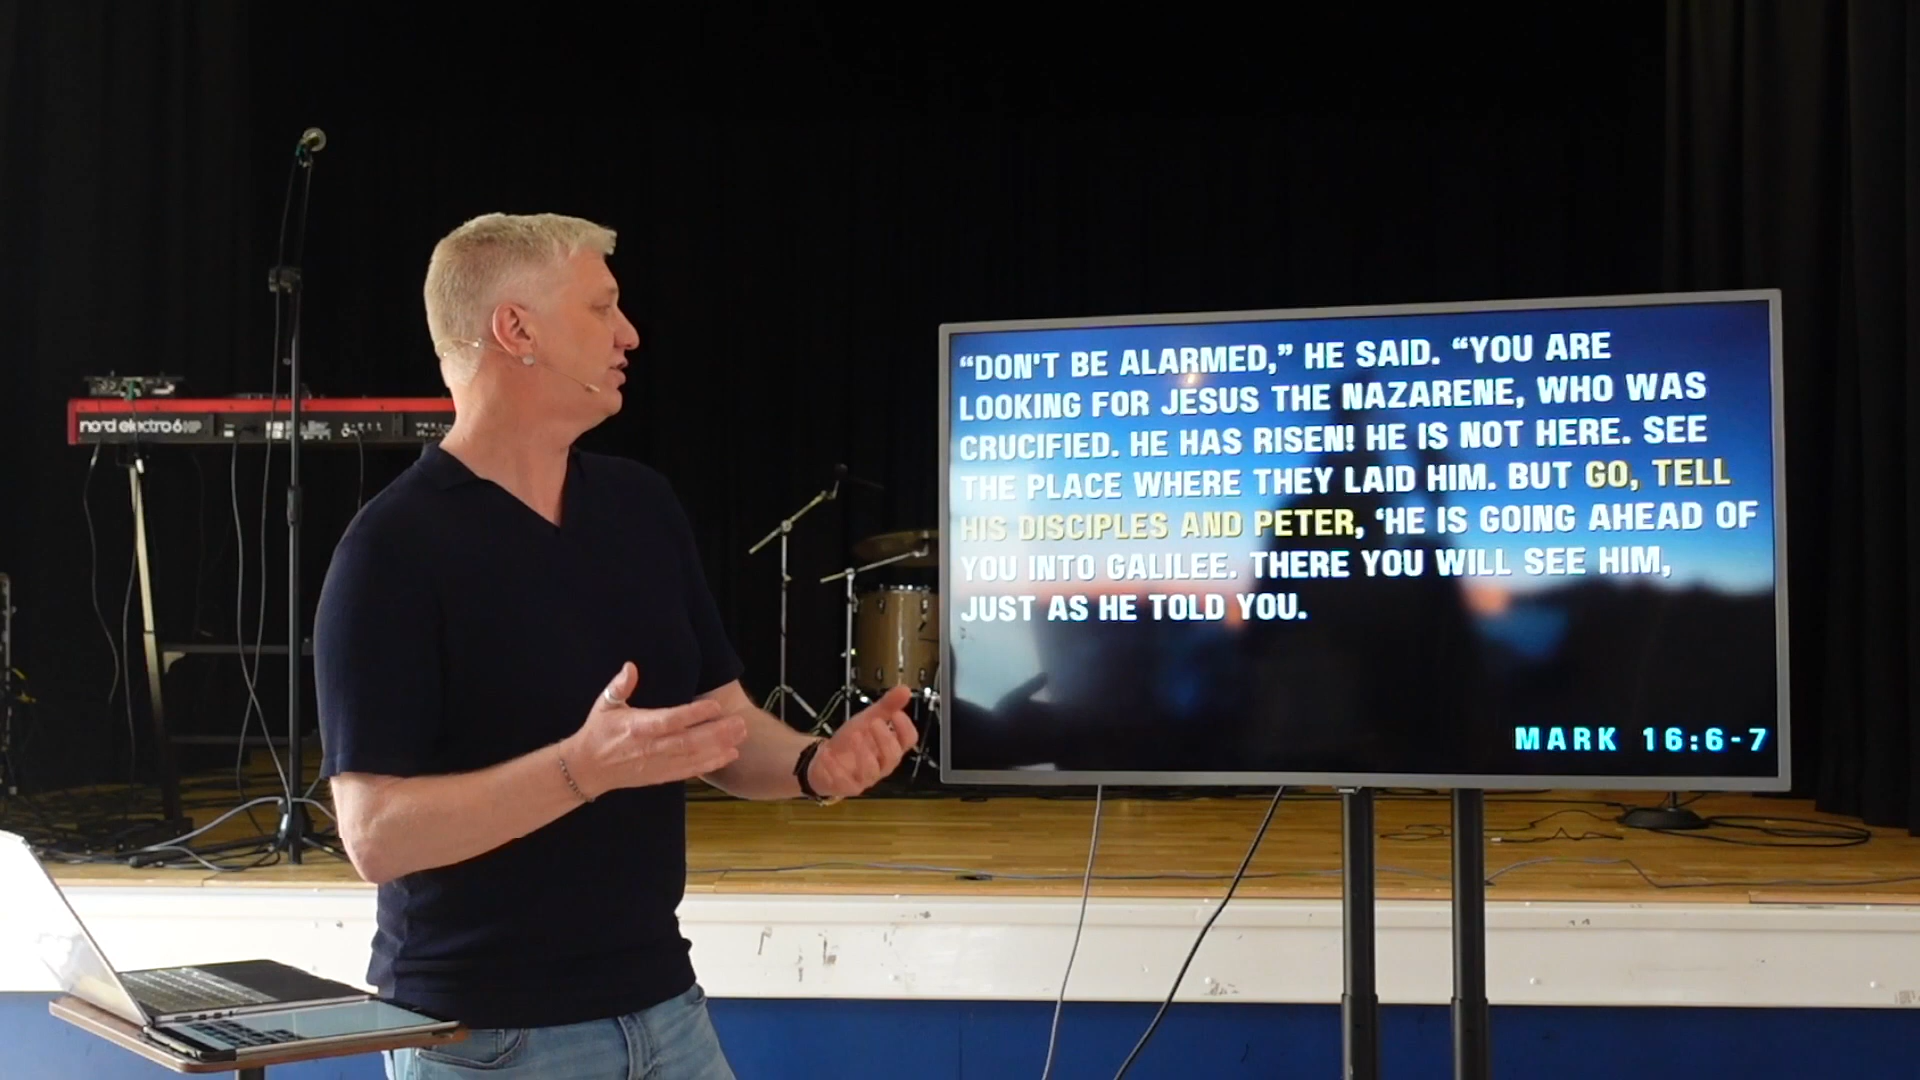 nord electro 6 HP
“DON'T BE ALARMED,” HE SAID. “YOU ARE
LOOKING FOR JESUS THE NAZARENE, WHO WAS
CRUCIFIED. HE HAS RISEN! HE IS NOT HERE. SEE
THE PLACE WHERE THEY LAID HIM. BUT GO, TELL
HIS DISCIPLES AND PETER, ‘HE IS GOING AHEAD OF
YOU INTO GALILEE. THERE YOU WILL SEE HIM,
JUST AS HE TOLD YOU.
MARK 16:6-7